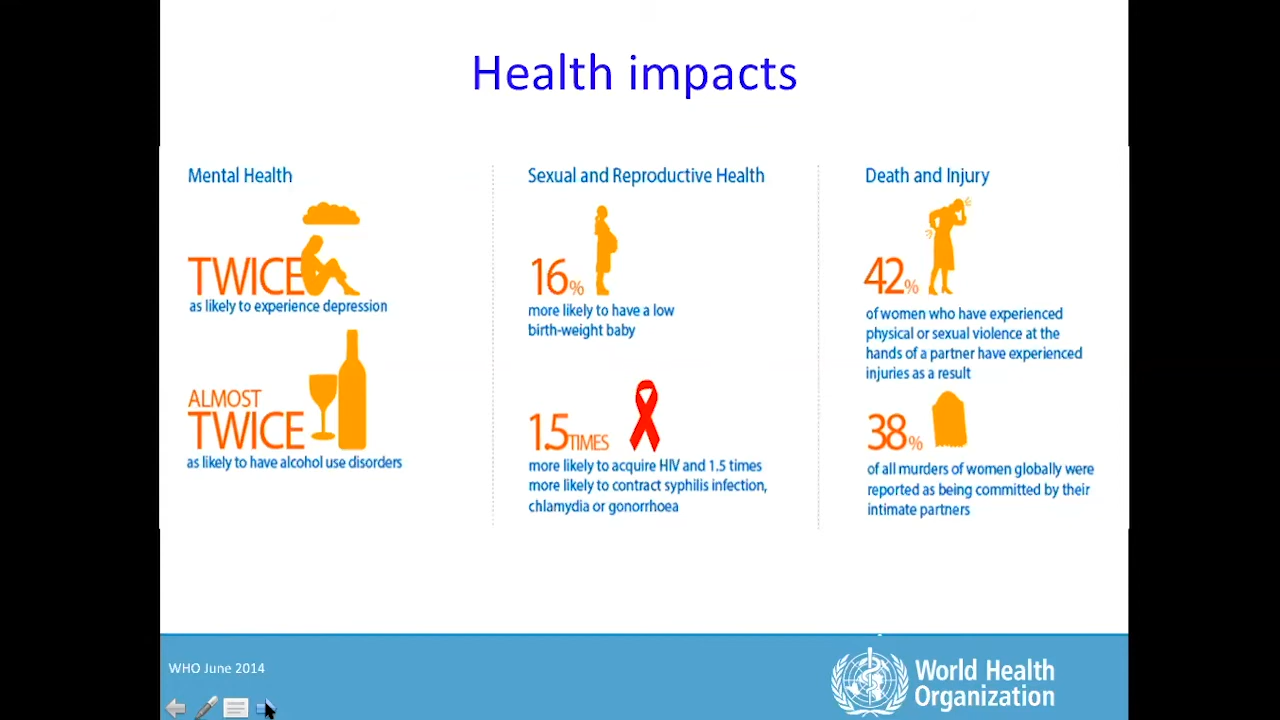 Health impacts
Mental Health
TWICE
as likely to experience depression
ALMOST
TWICE
as likely to have alcohol use disorders
Sexual and Reproductive Health
16%
more likely to have a low
birth-weight baby
1.5 TIMES
more likely to acquire HIV and 1.5 times
more likely to contract syphilis infection,
chlamydia or gonorrhoea
Death and Injury
42%
of women who have experienced
physical or sexual violence at the
hands of a partner have experienced
injuries as a result
38%
of all murders of women globally were
reported as being committed by their
intimate partners
WHO June 2014
World Health
Organization